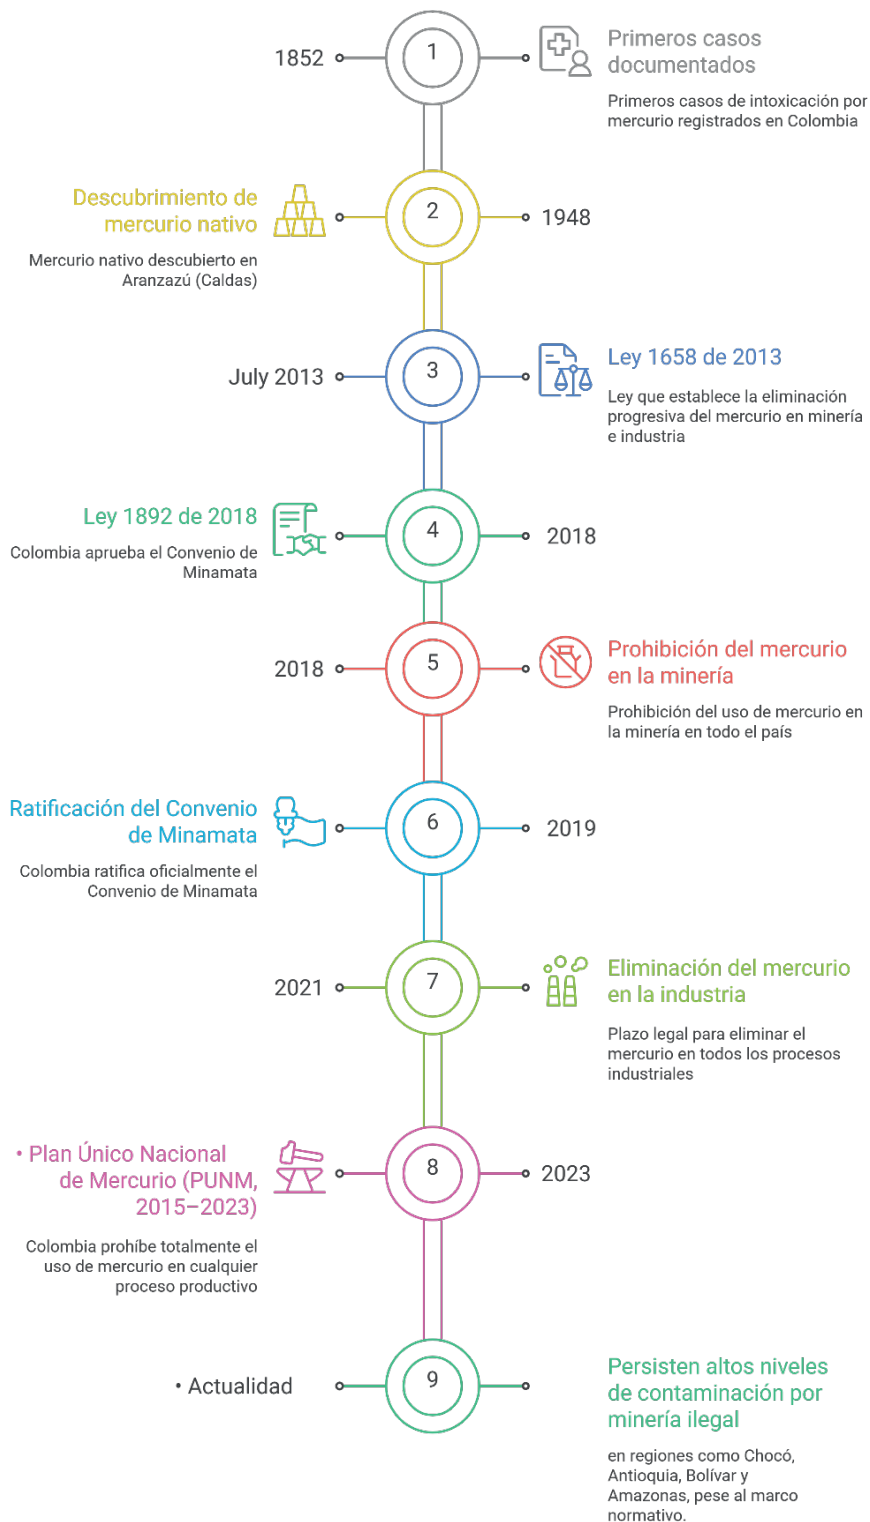 1852
1
Primeros casos
documentados
Primeros casos de intoxicación por
mercurio registrados en Colombia
Descubrimiento de
mercurio nativo
Mercurio nativo descubierto en
Aranzazú (Caldas)
2
1948
July 2013
3
Ley 1658 de 2013
Ley que establece la eliminación
progresiva del mercurio en minería
e industria
Ley 1892 de 2018
Colombia aprueba el Convenio de
Minamata
4
2018
2018
5
Prohibición del mercurio
en la minería
Prohibición del uso de mercurio en
la minería en todo el país
Ratificación del Convenio
de Minamata
Colombia ratifica oficialmente el
Convenio de Minamata
6
2019
2021
7
Eliminación del mercurio
en la industria
Plazo legal para eliminar el
mercurio en todos los procesos
industriales
• Plan Único Nacional
de Mercurio (PUNM,
2015–2023)
Colombia prohíbe totalmente el
uso de mercurio en cualquier
proceso productivo
8
2023
• Actualidad
9
Persisten altos niveles
de contaminación por
minería ilegal
en regiones como Chocó,
Antioquia, Bolívar y
Amazonas, pese al marco
normativo.